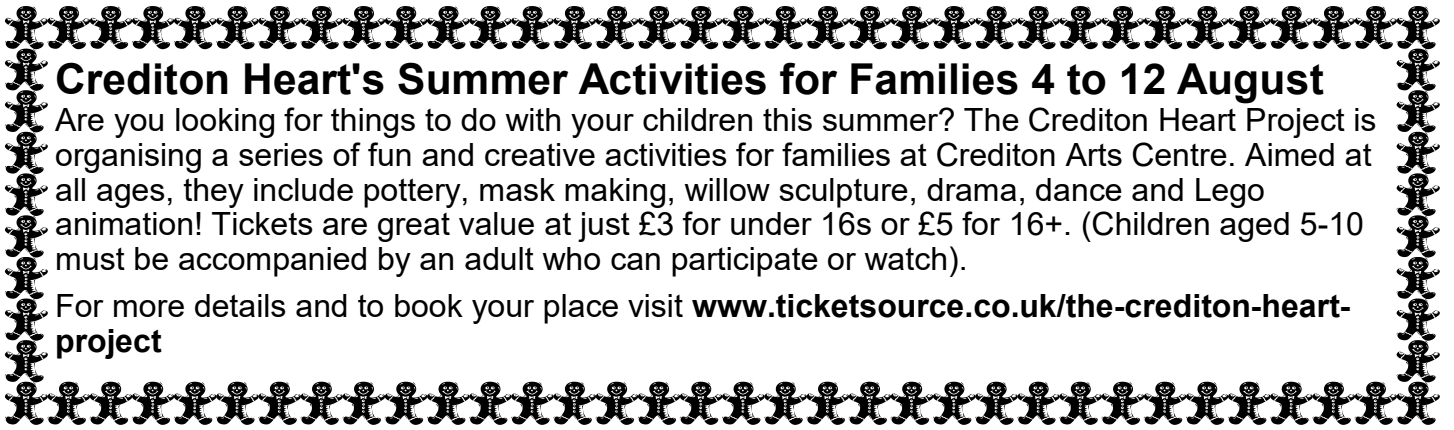 Crediton Heart's Summer Activities for Families 4 to 12 August
Are you looking for things to do with your children this summer? The Crediton Heart Project is
organising a series of fun and creative activities for families at Crediton Arts Centre. Aimed at
all ages, they include pottery, mask making, willow sculpture, drama, dance and Lego
animation! Tickets are great value at just £3 for under 16s or £5 for 16+. (Children aged 5-10
must be accompanied by an adult who can participate or watch).
For more details and to book your place visit www.ticketsource.co.uk/the-crediton-heart-
project